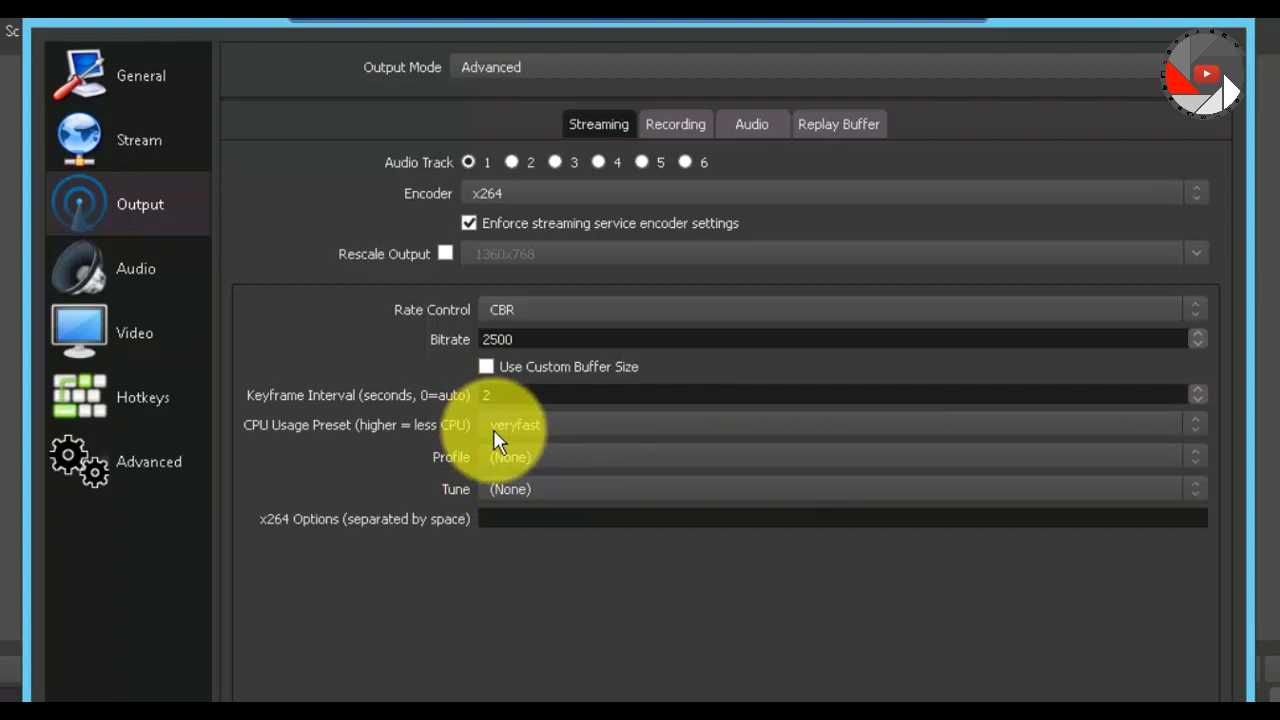 Sc
General
Stream
Output
Audio
Video
Hotkeys
Advanced
Output Mode Advanced
Streaming Recording Audio Replay Buffer
Audio Track 1 2 3 4 5 6
Encoder x264
Enforce streaming service encoder settings
Rescale Output 1360x768
Rate Control CBR
Bitrate 2500
Use Custom Buffer Size
Keyframe Interval (seconds, 0=auto) 2
CPU Usage Preset (higher = less CPU) veryfast
Profile (None)
Tune (None)
x264 Options (separated by space)